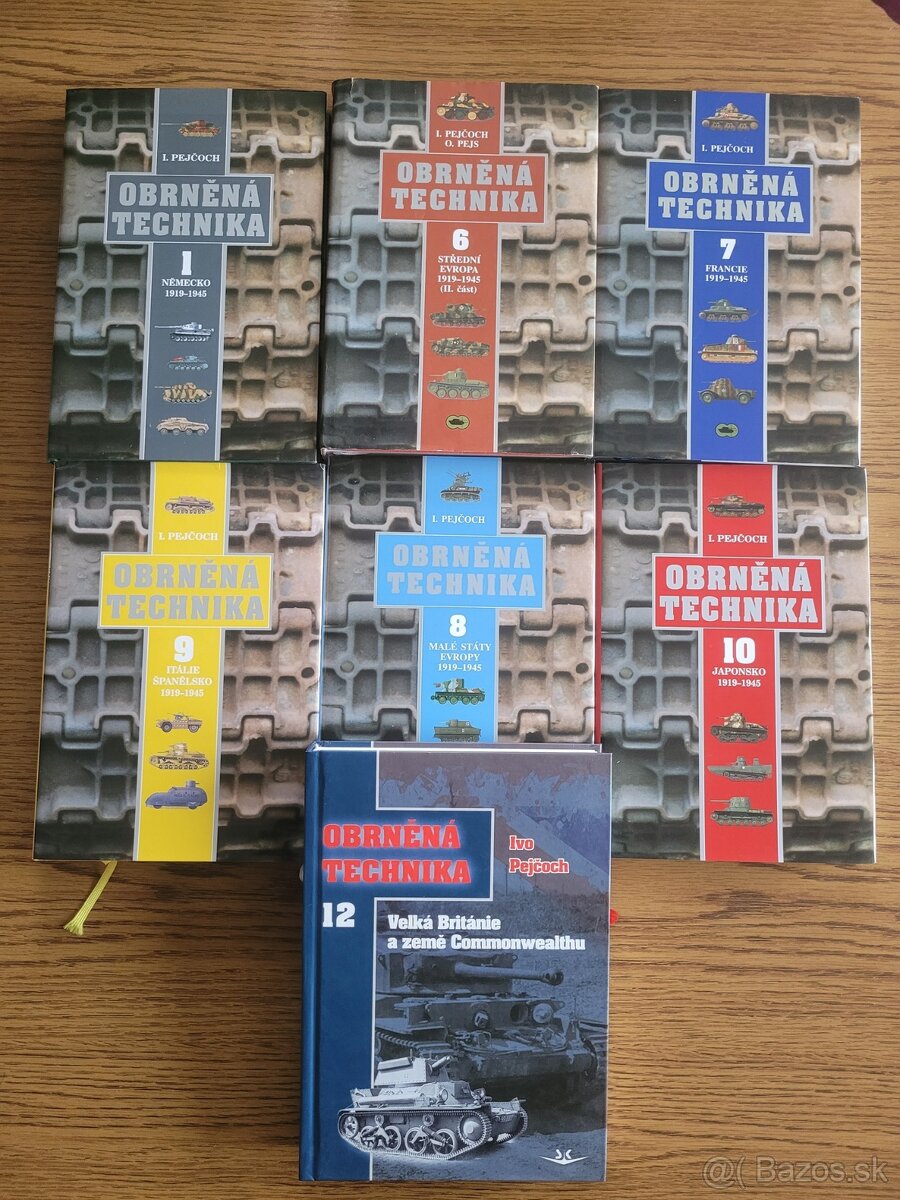 I. PEJČOCH
OBRNĚNÁ
TECHNIKA
1
NĚMECKO
1919–1945
I. PEJČOCH
O. PEJS
OBRNĚNÁ
TECHNIKA
6
STŘEDNÍ
EVROPA
1919–1945
(II. část)
I. PEJČOCH
OBRNĚNÁ
TECHNIKA
7
FRANCIE
1919–1945
I. PEJČOCH
OBRNĚNÁ
TECHNIKA
9
ITÁLIE
ŠPANĚLSKO
1919–1945
I. PEJČOCH
OBRNĚNÁ
TECHNIKA
8
MALÉ STÁTY
EVROPY
1919–1945
I. PEJČOCH
OBRNĚNÁ
TECHNIKA
10
JAPONSKO
1919–1945
OBRNĚNÁ
TECHNIKA
12
Ivo
Pejčoch
Velká Británie
a země Commonwealthu
SK
@( Bazos.sk